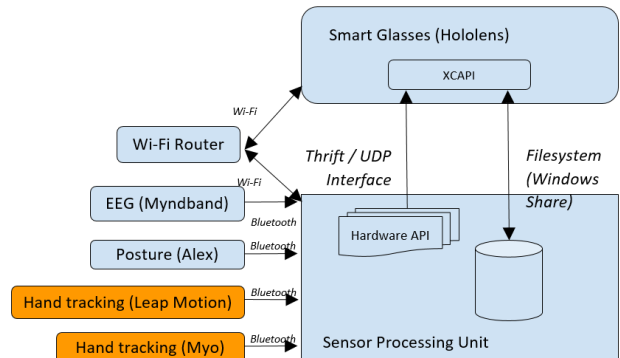 Smart Glasses (Hololens)
XCAPI
Wi-Fi
Wi-Fi Router
Thrift / UDP
Interface
Filesystem
(Windows
Share)
Wi-Fi
EEG (Myndband)
Bluetooth
Hardware API
Posture (Alex)
Bluetooth
Hand tracking (Leap Motion)
Bluetooth
Hand tracking (Myo)
Bluetooth
Sensor Processing Unit